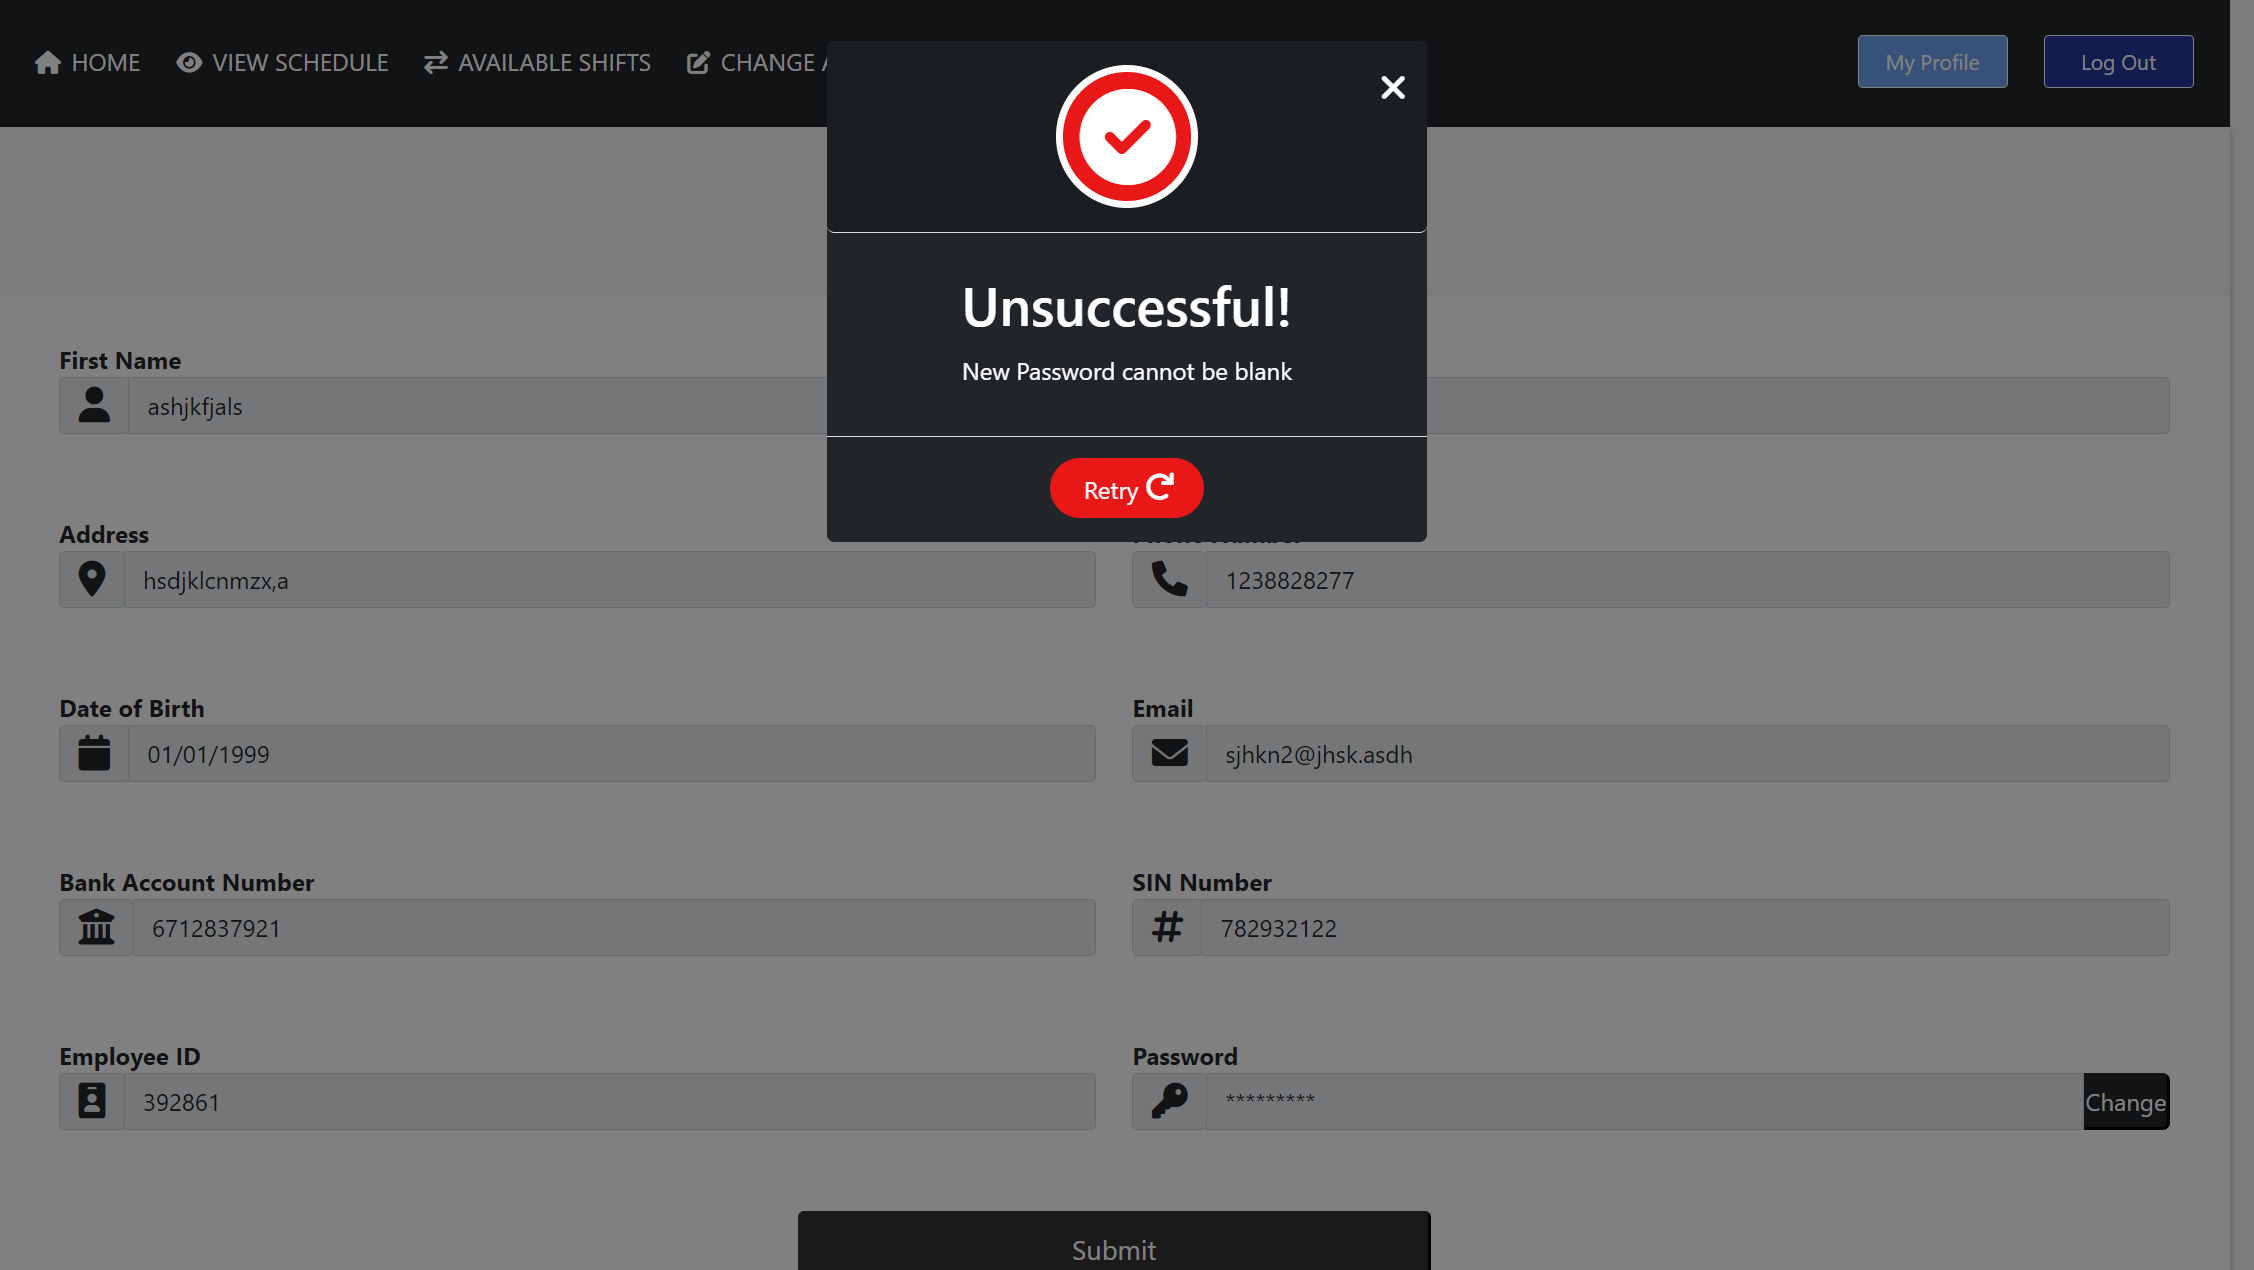 HOME VIEW SCHEDULE AVAILABLE SHIFTS CHANGE My Profile Log Out
Unsuccessful!
New Password cannot be blank
Retry
First Name
ashjkfjals
Address
hsdjklcnmzx,a
1238828277
Date of Birth
01/01/1999
Email
sjhkn2@jhsk.asdh
Bank Account Number
6712837921
SIN Number
782932122
Employee ID
392861
Password
*********
Change
Submit